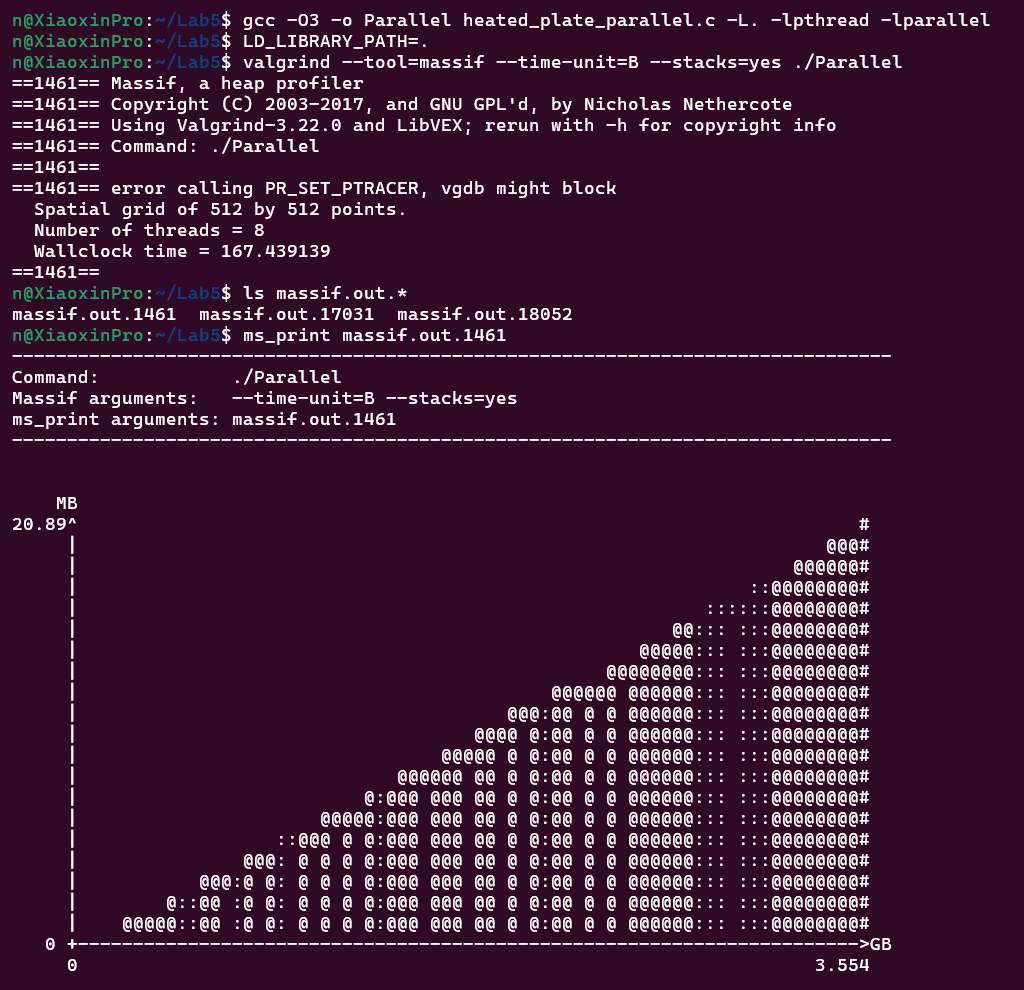 n@XiaoxinPro:~/Lab5$ gcc -O3 -o Parallel heated_plate_parallel.c -L. -lpthread -lparallel
n@XiaoxinPro:~/Lab5$ LD_LIBRARY_PATH=.
n@XiaoxinPro:~/Lab5$ valgrind --tool=massif --time-unit=B --stacks=yes ./Parallel
==1461== Massif, a heap profiler
==1461== Copyright (C) 2003-2017, and GNU GPL'd, by Nicholas Nethercote
==1461== Using Valgrind-3.22.0 and LibVEX; rerun with -h for copyright info
==1461== Command: ./Parallel
==1461==
==1461== error calling PR_SET_PTRACER, vgdb might block
  Spatial grid of 512 by 512 points.
  Number of threads = 8
  Wallclock time = 167.439139
==1461==
n@XiaoxinPro:~/Lab5$ ls massif.out.*
massif.out.1461  massif.out.17031  massif.out.18052
n@XiaoxinPro:~/Lab5$ ms_print massif.out.1461
--------------------------------------------------------------------------------
Command:            ./Parallel
Massif arguments:   --time-unit=B --stacks=yes
ms_print arguments: massif.out.1461
--------------------------------------------------------------------------------


    MB
20.89^                                                                       #
     |                                                                    @@@#
     |                                                                 @@@@@@#
     |                                                             ::@@@@@@@@#
     |                                                         ::::::@@@@@@@@#
     |                                                      @@::: :::@@@@@@@@#
     |                                                   @@@@@::: :::@@@@@@@@#
     |                                                @@@@@@@@::: :::@@@@@@@@#
     |                                           @@@@@@ @@@@@@::: :::@@@@@@@@#
     |                                       @@@:@@ @ @ @@@@@@::: :::@@@@@@@@#
     |                                    @@@@ @:@@ @ @ @@@@@@::: :::@@@@@@@@#
     |                                 @@@@@ @ @:@@ @ @ @@@@@@::: :::@@@@@@@@#
     |                             @@@@@@ @@ @ @:@@ @ @ @@@@@@::: :::@@@@@@@@#
     |                          @:@@@ @@@ @@ @ @:@@ @ @ @@@@@@::: :::@@@@@@@@#
     |                      @@@@@:@@@ @@@ @@ @ @:@@ @ @ @@@@@@::: :::@@@@@@@@#
     |                  ::@@@ @ @:@@@ @@@ @@ @ @:@@ @ @ @@@@@@::: :::@@@@@@@@#
     |               @@@: @ @ @ @:@@@ @@@ @@ @ @:@@ @ @ @@@@@@::: :::@@@@@@@@#
     |           @@@:@ @: @ @ @ @:@@@ @@@ @@ @ @:@@ @ @ @@@@@@::: :::@@@@@@@@#
     |        @::@@ :@ @: @ @ @ @:@@@ @@@ @@ @ @:@@ @ @ @@@@@@::: :::@@@@@@@@#
     |    @@@@@::@@ :@ @: @ @ @ @:@@@ @@@ @@ @ @:@@ @ @ @@@@@@::: :::@@@@@@@@#
   0 +----------------------------------------------------------------------->GB
     0                                                                   3.554